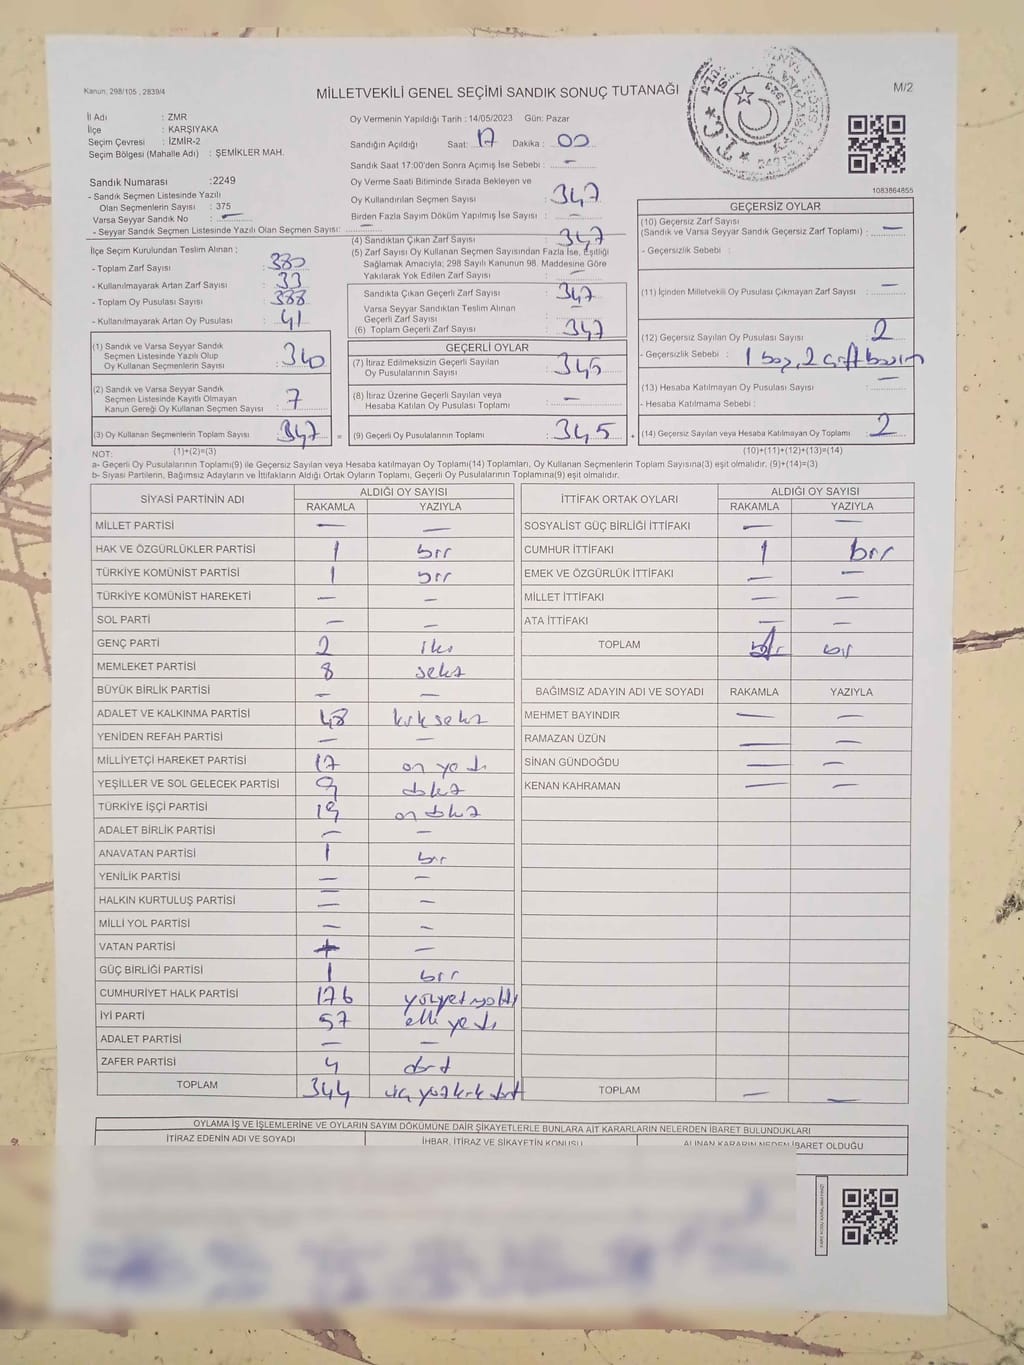 Kanun, 298/105 , 2839/4
MİLLETVEKİLİ GENEL SEÇİMİ SANDIK SONUÇ TUTANAĞI
M/2
İl Adı : ZMR
İlçe : KARŞIYAKA
Seçim Çevresi : İZMİR-2
Seçim Bölgesi (Mahalle Adı) : ŞEMİKLER MAH.
Sandık Numarası :2249
- Sandık Seçmen Listesinde Yazılı
Olan Seçmenlerin Sayısı : 375
Varsa Seyyar Sandık No : —
- Seyyar Sandık Seçmen Listesinde Yazılı Olan Seçmen Sayısı: —
Oy Vermenin Yapıldığı Tarih : 14/05/2023 Gün: Pazar
Sandığın Açıldığı Saat: 17 Dakika : 00
Sandık Saat 17:00'den Sonra Açımış İse Sebebi : —
Oy Verme Saati Bitiminde Sırada Bekleyen ve
Oy Kullandırılan Seçmen Sayısı : 347
Birden Fazla Sayım Döküm Yapılmış İse Sayısı : —
1083864855
İlçe Seçim Kurulundan Teslim Alınan :
- Toplam Zarf Sayısı : 380
- Kullanılmayarak Artan Zarf Sayısı : 33
- Toplam Oy Pusulası Sayısı : 388
- Kullanılmayarak Artan Oy Pusulası : 41
(1) Sandık ve Varsa Seyyar Sandık
Seçmen Listesinde Yazılı Olup
Oy Kullanan Seçmenlerin Sayısı : 340
(2) Sandık ve Varsa Seyyar Sandık
Seçmen Listesinde Kayıtlı Olmayan
Kanun Gereği Oy Kullanan Seçmen Sayısı : 7
(3) Oy Kullanan Seçmenlerin Toplam Sayısı : 347
(4) Sandıktan Çıkan Zarf Sayısı : 347
(5) Zarf Sayısı Oy Kullanan Seçmen Sayısından Fazla İse, Eşitliği
Sağlamak Amacıyla; 298 Sayılı Kanunun 98. Maddesine Göre
Yakılarak Yok Edilen Zarf Sayısı : —
Sandıkta Çıkan Geçerli Zarf Sayısı : 347
Varsa Seyyar Sandıktan Teslim Alınan
Geçerli Zarf Sayısı :
(6) Toplam Geçerli Zarf Sayısı : 347
GEÇERLİ OYLAR
(7) İtiraz Edilmeksizin Geçerli Sayılan
Oy Pusulalarının Sayısı : 345
(8) İtiraz Üzerine Geçerli Sayılan veya
Hesaba Katılan Oy Pusulası Toplamı : —
= (9) Geçerli Oy Pusulalarının Toplamı : 345
GEÇERSİZ OYLAR
(10) Geçersiz Zarf Sayısı
(Sandık ve Varsa Seyyar Sandık Geçersiz Zarf Toplamı) : —
- Geçersizlik Sebebi :
(11) İçinden Milletvekili Oy Pusulası Çıkmayan Zarf Sayısı : —
(12) Geçersiz Sayılan Oy Pusulası Sayısı : 2
- Geçersizlik Sebebi : 1 boş, 2 çift basım
(13) Hesaba Katılmayan Oy Pusulası Sayısı : —
- Hesaba Katılmama Sebebi :
+ (14) Geçersiz Sayılan veya Hesaba Katılmayan Oy Toplamı : 2
NOT: (1)+(2)=(3) (10)+(11)+(12)+(13)=(14)
a- Geçerli Oy Pusulalarının Toplamı(9) ile Geçersiz Sayılan veya Hesaba katılmayan Oy Toplamı(14) Toplamları, Oy Kullanan Seçmenlerin Toplam Sayısına(3) eşit olmalıdır. (9)+(14)=(3)
b- Siyasi Partilerin, Bağımsız Adayların ve İttifakların Aldığı Ortak Oyların Toplamı, Geçerli Oy Pusulalarının Toplamına(9) eşit olmalıdır.
SİYASİ PARTİNİN ADI ALDIĞI OY SAYISI
RAKAMLA YAZIYLA
MİLLET PARTİSİ — —
HAK VE ÖZGÜRLÜKLER PARTİSİ 1 bir
TÜRKİYE KOMÜNİST PARTİSİ 1 bir
TÜRKİYE KOMÜNİST HAREKETİ — —
SOL PARTİ — —
GENÇ PARTİ 2 iki
MEMLEKET PARTİSİ 8 sekiz
BÜYÜK BİRLİK PARTİSİ — —
ADALET VE KALKINMA PARTİSİ 48 kırk sekiz
YENİDEN REFAH PARTİSİ — —
MİLLİYETÇİ HAREKET PARTİSİ 17 on yedi
YEŞİLLER VE SOL GELECEK PARTİSİ 9 dokuz
TÜRKİYE İŞÇİ PARTİSİ 19 on dokuz
ADALET BİRLİK PARTİSİ — —
ANAVATAN PARTİSİ 1 bir
YENİLİK PARTİSİ — —
HALKIN KURTULUŞ PARTİSİ — —
MİLLİ YOL PARTİSİ — —
VATAN PARTİSİ —
GÜÇ BİRLİĞİ PARTİSİ 1 bir
CUMHURİYET HALK PARTİSİ 176 yüzyetmişaltı
İYİ PARTİ 57 elli yedi
ADALET PARTİSİ — —
ZAFER PARTİSİ 4 dört
TOPLAM 344 üç yüz kırk dört
İTTİFAK ORTAK OYLARI ALDIĞI OY SAYISI
RAKAMLA YAZIYLA
SOSYALİST GÜÇ BİRLİĞİ İTTİFAKI — —
CUMHUR İTTİFAKI 1 bir
EMEK VE ÖZGÜRLÜK İTTİFAKI — —
MİLLET İTTİFAKI — —
ATA İTTİFAKI — —
TOPLAM 1 bir
BAĞIMSIZ ADAYIN ADI VE SOYADI RAKAMLA YAZIYLA
MEHMET BAYINDIR — —
RAMAZAN ÜZÜN — —
SİNAN GÜNDOĞDU — —
KENAN KAHRAMAN — —
TOPLAM — —
OYLAMA İŞ VE İŞLEMLERİNE VE OYLARIN SAYIM DÖKÜMÜNE DAİR ŞİKAYETLERLE BUNLARA AİT KARARLARIN NELERDEN İBARET BULUNDUKLARI
İTİRAZ EDENİN ADI VE SOYADI İHBAR, İTİRAZ VE ŞİKAYETİN KONUSU ALINAN KARARIN NEDEN İBARET OLDUĞU